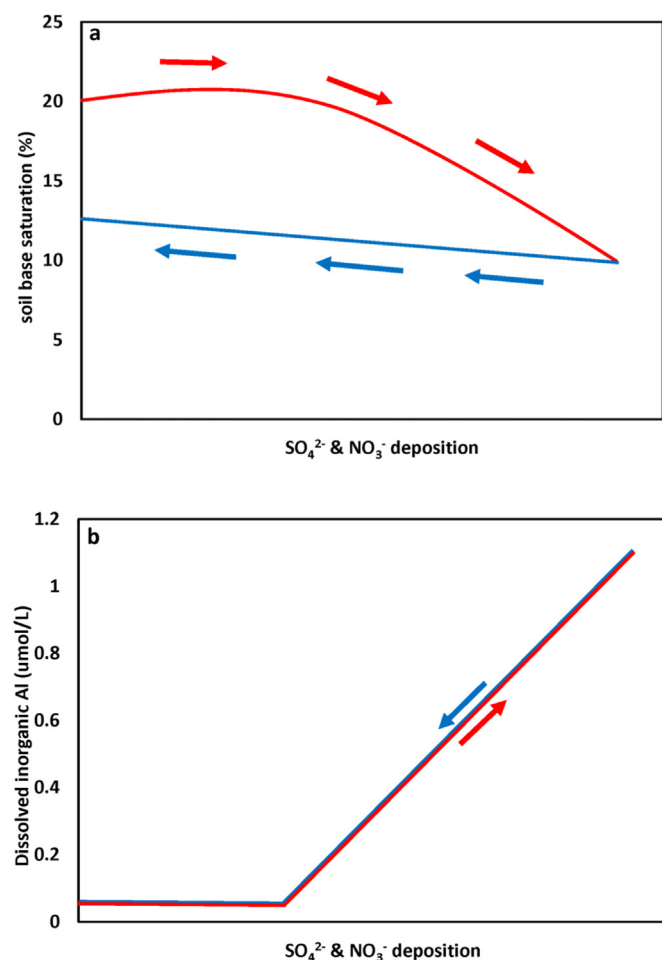 a
25
20
15
10
5
0
soil base saturation (%)
SO₄²⁻ & NO₃⁻ deposition
b
1.2
1
0.8
0.6
0.4
0.2
0
Dissolved inorganic Al (umol/L)
SO₄²⁻ & NO₃⁻ deposition